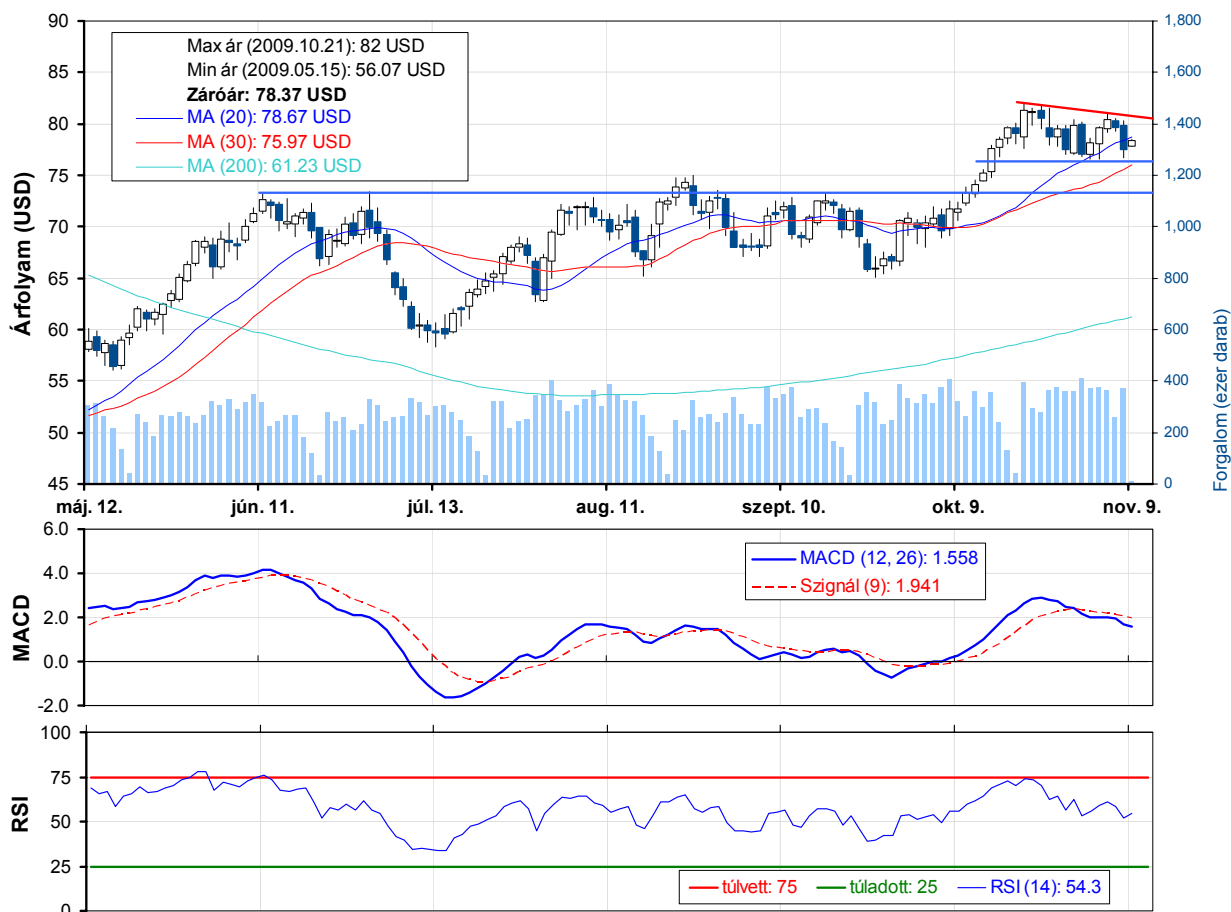 90
85
80
75
70
65
60
55
50
45
Árfolyam (USD)
Max ár (2009.10.21): 82 USD
Min ár (2009.05.15): 56.07 USD
Záróár: 78.37 USD
MA (20): 78.67 USD
MA (30): 75.97 USD
MA (200): 61.23 USD
1,800
1,600
1,400
1,200
1,000
800
600
400
200
0
Forgalom (ezer darab)
máj. 12.
jún. 11.
júl. 13.
aug. 11.
szept. 10.
okt. 9.
nov. 9.
6.0
4.0
2.0
0.0
-2.0
MACD
MACD (12, 26): 1.558
Szignál (9): 1.941
100
75
50
25
0
RSI
túlvett: 75
túladott: 25
RSI (14): 54.3